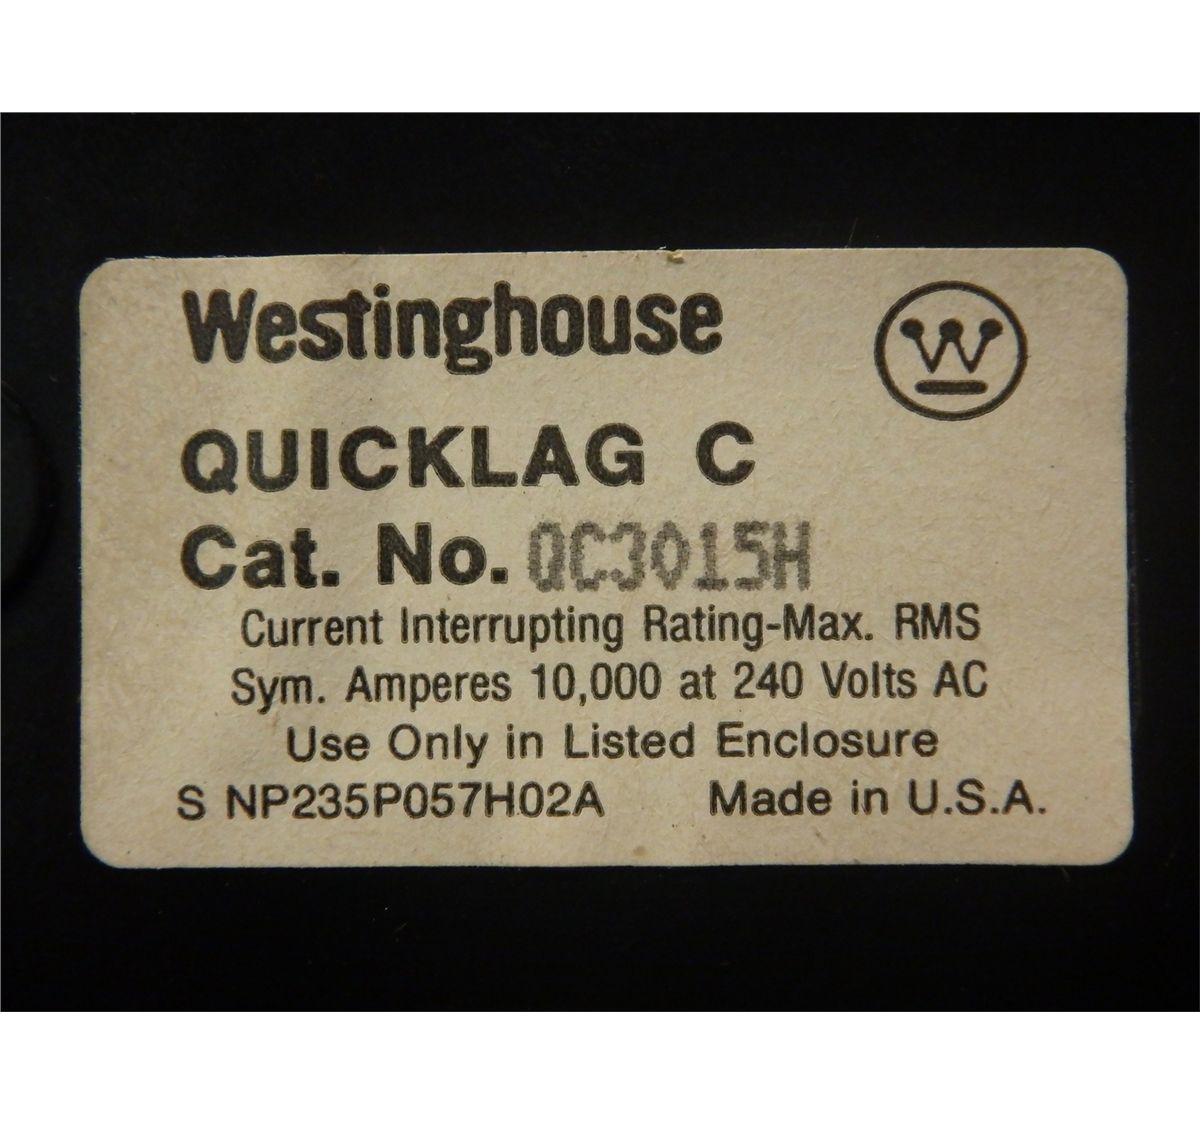 Westinghouse
W
QUICKLAG C
Cat. No. QC3015H
Current Interrupting Rating-Max. RMS
Sym. Amperes 10,000 at 240 Volts AC
Use Only in Listed Enclosure
S NP235P057H02A Made in U.S.A.